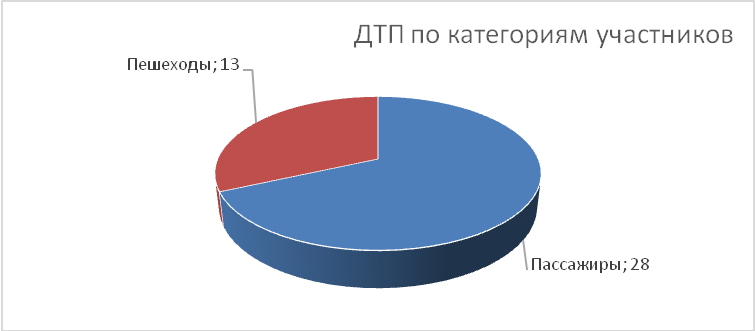 ДТП по категориям участников
Пешеходы; 13
Пассажиры; 28